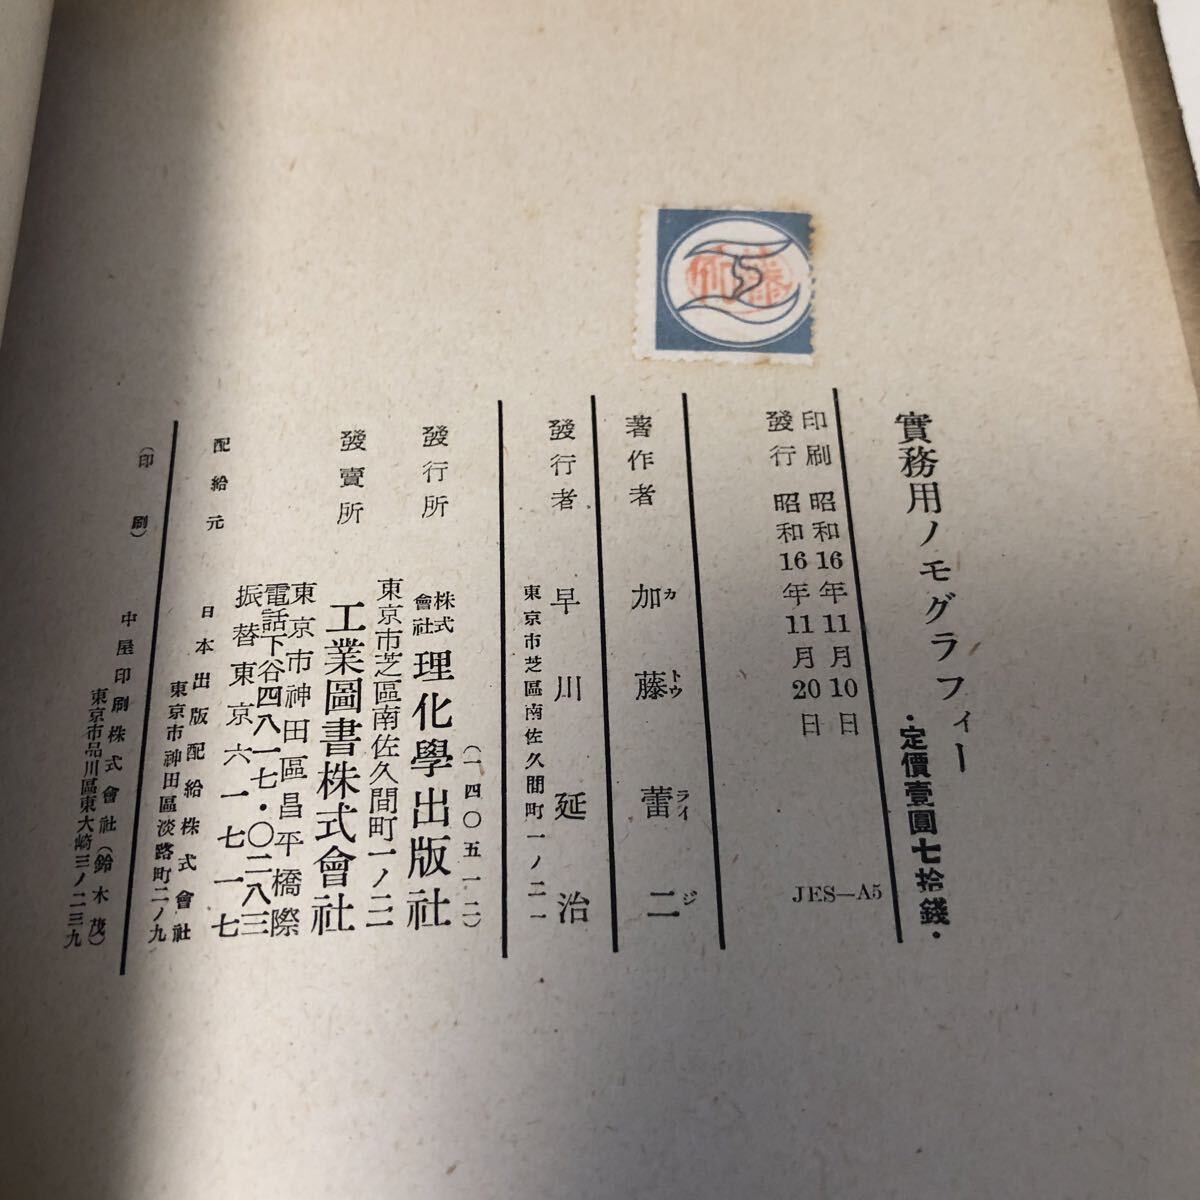 實務用ノモグラフィー
・定價壹圓七拾錢・
印刷 昭和16年11月10日
發行 昭和16年11月20日
JES—A5
著作者 加藤蕾二
カトウライジ
發行者 早川延治
東京市芝區南佐久間町一ノ二一
(一四〇五一二)
發行所 株式會社 理化學出版社
東京市芝區南佐久間町一ノ二一
發賣所 工業圖書株式會社
東京市神田區昌平橋際
電話下谷四八一七・〇二八三
振替東京六一七一七
配給元 日本出版配給株式會社
東京市神田區淡路町二ノ九
(印刷) 中屋印刷株式會社(鈴木茂)
東京市品川區東大崎三ノ二三九